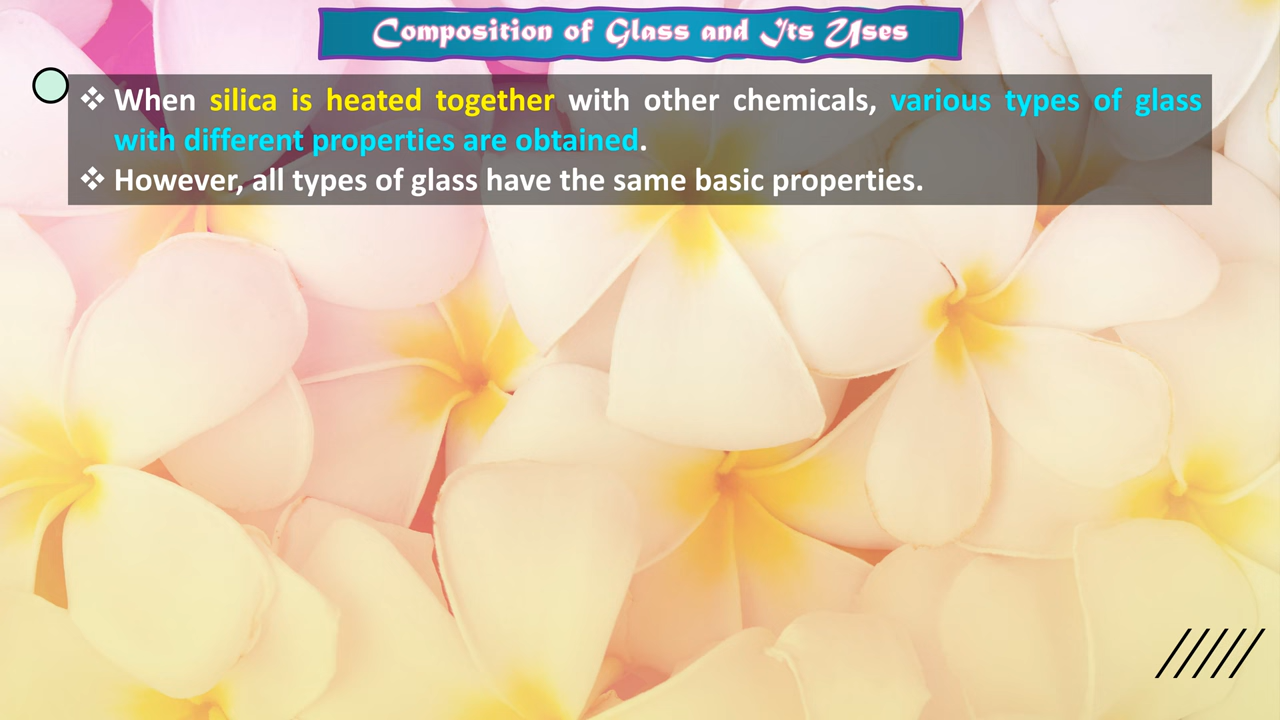 Composition of Glass and Its Uses
❖ When silica is heated together with other chemicals, various types of glass
with different properties are obtained.
❖ However, all types of glass have the same basic properties.